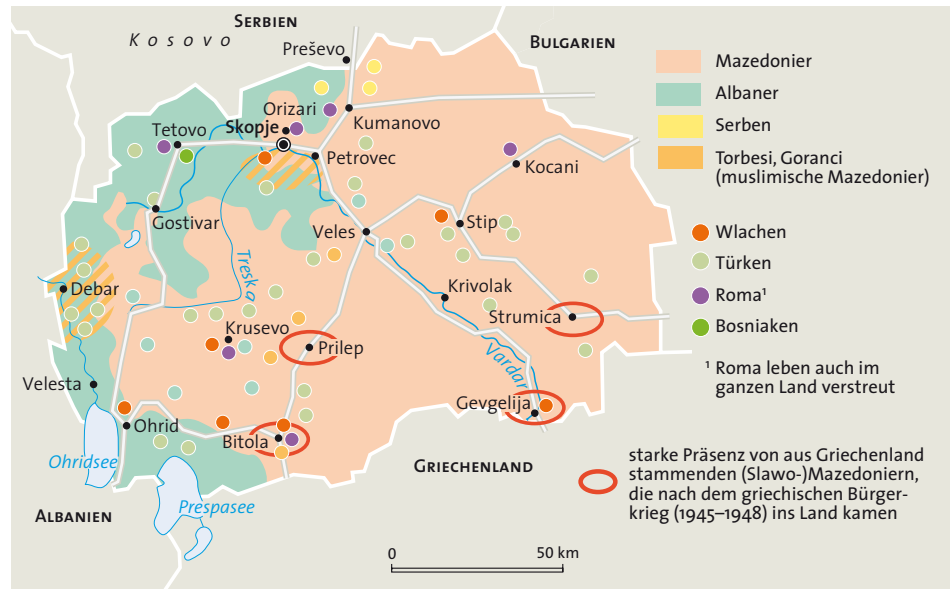 SERBIEN
Kosovo
Preševo
BULGARIEN
Orizari
Skopje
Kumanovo
Tetovo
Petrovec
Kocani
Gostivar
Veles
Stip
Treska
Debar
Krivolak
Strumica
Krusevo
Prilep
Vardar
Velesta
Gevgelija
Ohrid
Bitola
Ohridsee
GRIECHENLAND
Prespasee
ALBANIEN
0 50 km
Mazedonier
Albaner
Serben
Torbesi, Goranci
(muslimische Mazedonier)
Wlachen
Türken
Roma¹
Bosniaken
¹ Roma leben auch im
ganzen Land verstreut
starke Präsenz von aus Griechenland
stammenden (Slawo-)Mazedoniern,
die nach dem griechischen Bürger-
krieg (1945–1948) ins Land kamen